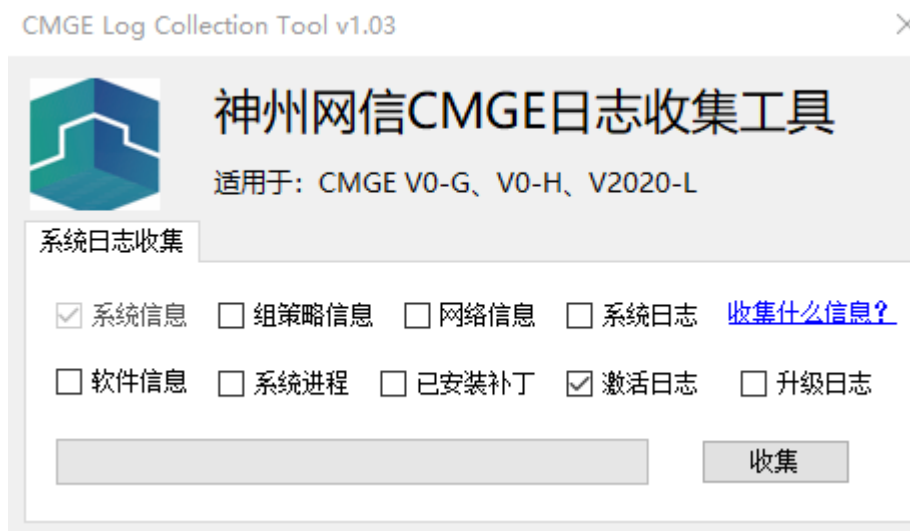 CMGE Log Collection Tool v1.03
神州网信CMGE日志收集工具
适用于：CMGE V0-G、V0-H、V2020-L
系统日志收集
系统信息 组策略信息 网络信息 系统日志 收集什么信息？
软件信息 系统进程 已安装补丁 激活日志 升级日志
收集